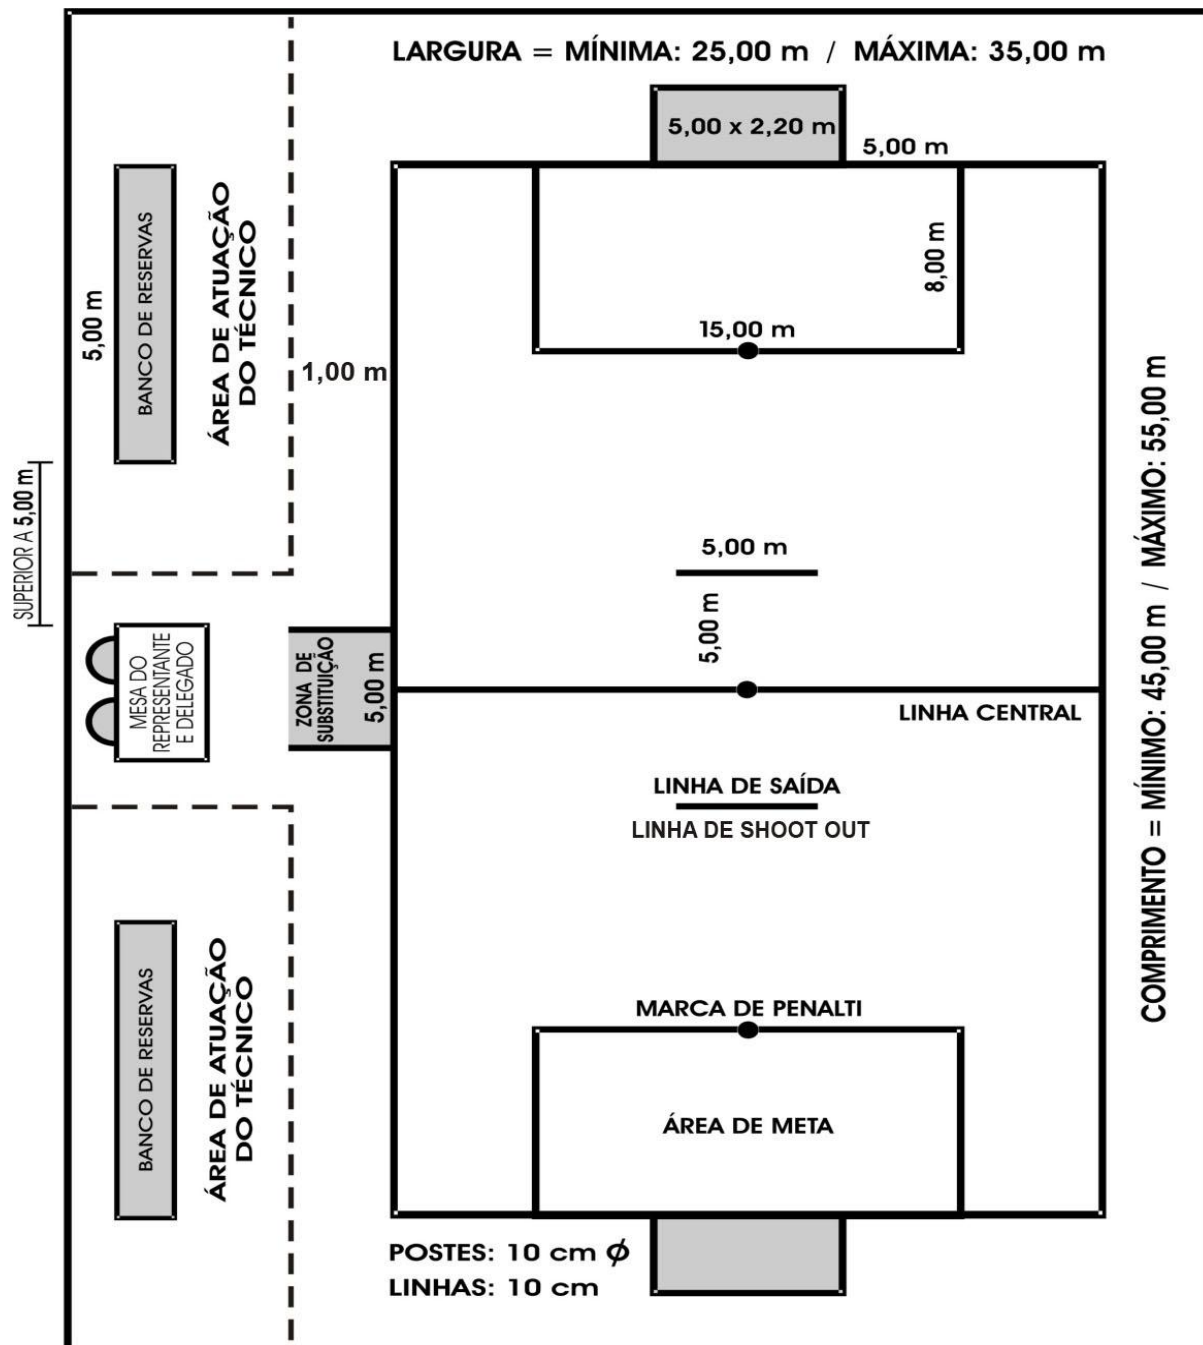 LARGURA = MÍNIMA: 25,00 m / MÁXIMA: 35,00 m
5,00 x 2,20 m
5,00 m
BANCO DE RESERVAS
ÁREA DE ATUAÇÃO
DO TÉCNICO
5,00 m
8,00 m
15,00 m
1,00 m
SUPERIOR A 5,00 m
COMPRIMENTO = MÍNIMO: 45,00 m / MÁXIMO: 55,00 m
5,00 m
5,00 m
MESA DO
REPRESENTANTE
E DELEGADO
ZONA DE
SUBSTITUIÇÃO
5,00 m
LINHA CENTRAL
LINHA DE SAÍDA
LINHA DE SHOOT OUT
BANCO DE RESERVAS
ÁREA DE ATUAÇÃO
DO TÉCNICO
MARCA DE PENALTI
ÁREA DE META
POSTES: 10 cm ϕ
LINHAS: 10 cm